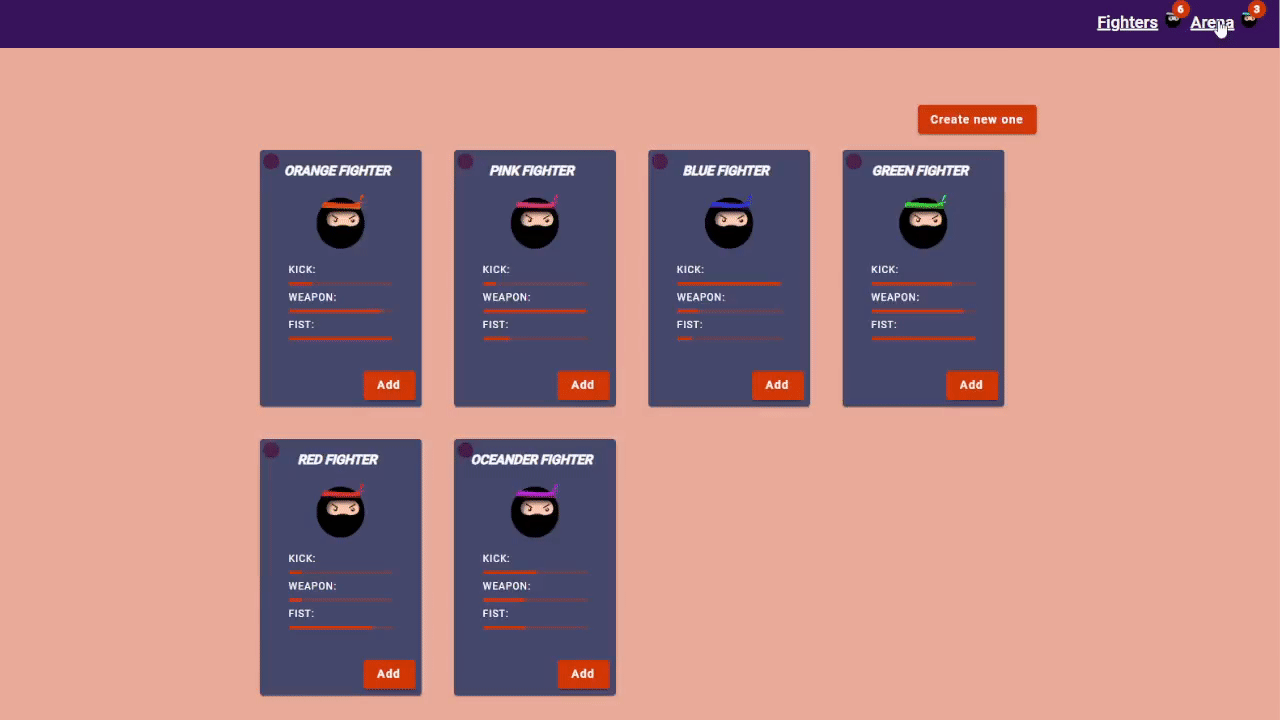 Fighters 6 Arena 3
Create new one
ORANGE FIGHTER PINK FIGHTER BLUE FIGHTER GREEN FIGHTER
KICK: KICK: KICK: KICK:
WEAPON: WEAPON: WEAPON: WEAPON:
FIST: FIST: FIST: FIST:
Add Add Add Add
RED FIGHTER OCEANDER FIGHTER
KICK: KICK:
WEAPON: WEAPON:
FIST: FIST:
Add Add